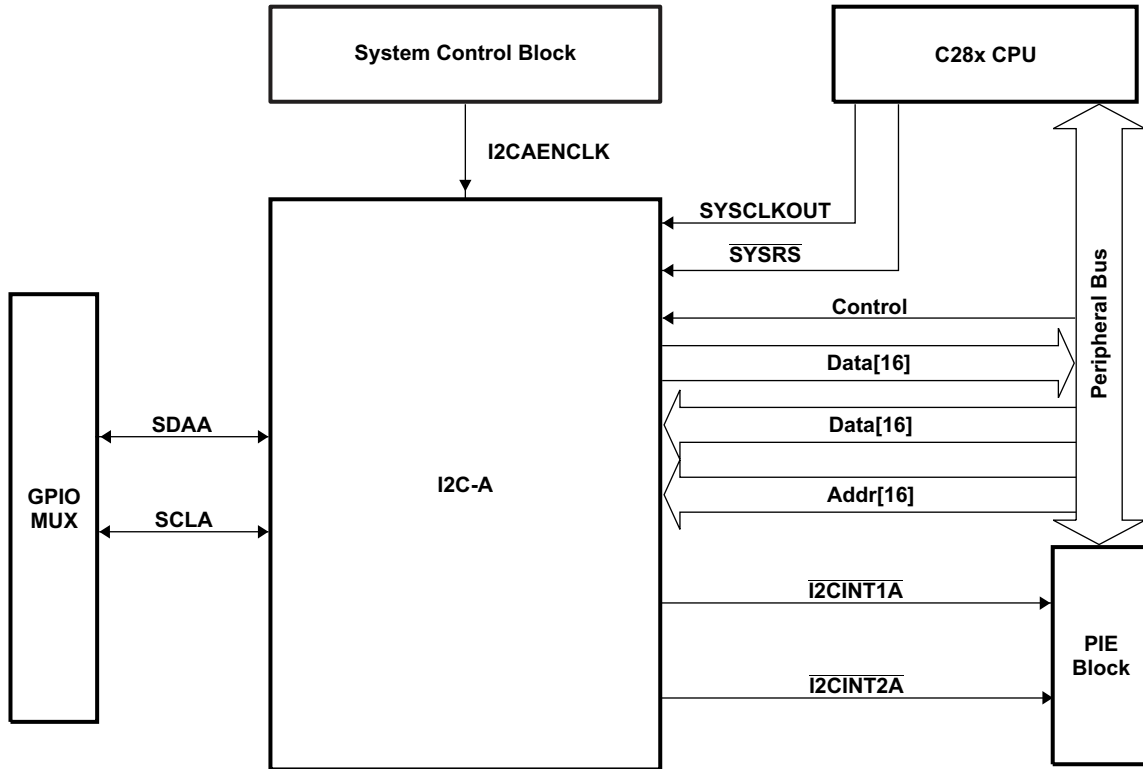 System Control Block
C28x CPU
I2CAENCLK
SYSCLKOUT
SYSRS
Control
Data[16]
Data[16]
Addr[16]
Peripheral Bus
SDAA
SCLA
GPIO
MUX
I2C-A
I2CINT1A
I2CINT2A
PIE
Block